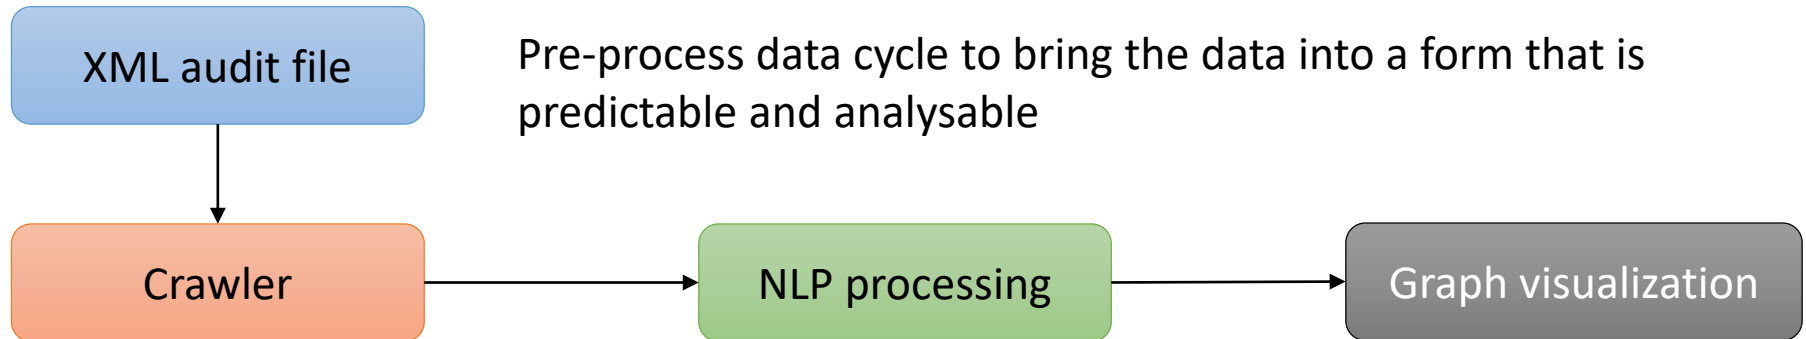 XML audit file
Pre-process data cycle to bring the data into a form that is
predictable and analysable
Crawler
NLP processing
Graph visualization